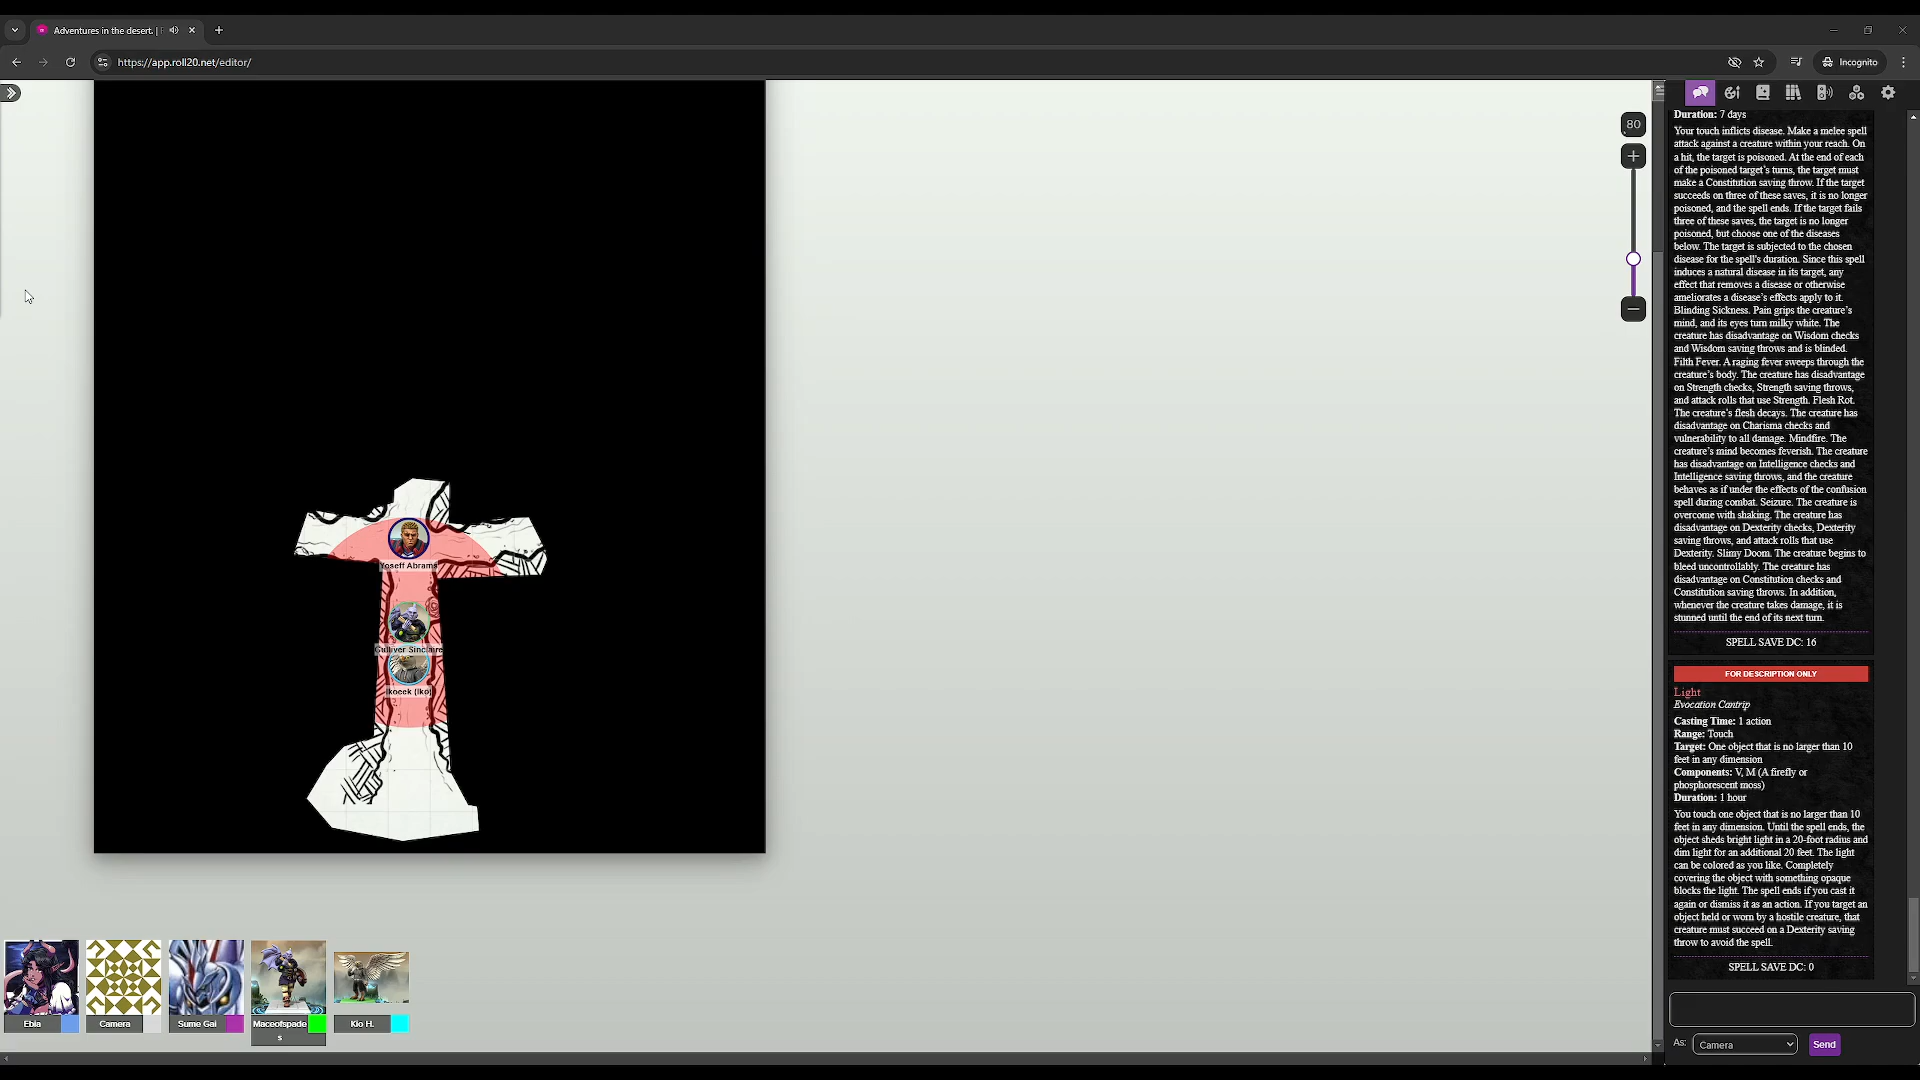 Adventures in the desert. |
https://app.roll20.net/editor/
Incognito
80
Duration: 7 days
Your touch inflicts disease. Make a melee spell
attack against a creature within your reach. On
a hit, the target is poisoned. At the end of each
of the poisoned target's turns, the target must
make a Constitution saving throw. If the target
succeeds on three of these saves, it is no longer
poisoned, and the spell ends. If the target fails
three of these saves, the target is no longer
poisoned, but choose one of the diseases
below. The target is subjected to the chosen
disease for the spell's duration. Since this spell
induces a natural disease in its target, any
effect that removes a disease or otherwise
ameliorates a disease's effects apply to it.
Blinding Sickness. Pain grips the creature's
mind, and its eyes turn milky white. The
creature has disadvantage on Wisdom checks
and Wisdom saving throws and is blinded.
Filth Fever. A raging fever sweeps through the
creature's body. The creature has disadvantage
on Strength checks, Strength saving throws,
and attack rolls that use Strength. Flesh Rot.
The creature's flesh decays. The creature has
disadvantage on Charisma checks and
vulnerability to all damage. Mindfire. The
creature's mind becomes feverish. The creature
has disadvantage on Intelligence checks and
Intelligence saving throws, and the creature
behaves as if under the effects of the confusion
spell during combat. Seizure. The creature is
overcome with shaking. The creature has
disadvantage on Dexterity checks, Dexterity
saving throws, and attack rolls that use
Dexterity. Slimy Doom. The creature begins to
bleed uncontrollably. The creature has
disadvantage on Constitution checks and
Constitution saving throws. In addition,
whenever the creature takes damage, it is
stunned until the end of its next turn.
SPELL SAVE DC: 16
FOR DESCRIPTION ONLY
Light
Evocation Cantrip
Casting Time: 1 action
Range: Touch
Target: One object that is no larger than 10
feet in any dimension
Components: V, M (A firefly or
phosphorescent moss)
Duration: 1 hour
You touch one object that is no larger than 10
feet in any dimension. Until the spell ends, the
object sheds bright light in a 20-foot radius and
dim light for an additional 20 feet. The light
can be colored as you like. Completely
covering the object with something opaque
blocks the light. The spell ends if you cast it
again or dismiss it as an action. If you target an
object held or worn by a hostile creature, that
creature must succeed on a Dexterity saving
throw to avoid the spell.
SPELL SAVE DC: 0
As: Camera
Send
Yoseff Abrams
Gulliver Sinclaire
Ikoeek (Iko)
Ebia
Camera
Sume Gai
Maceofspade
s
Kio H.